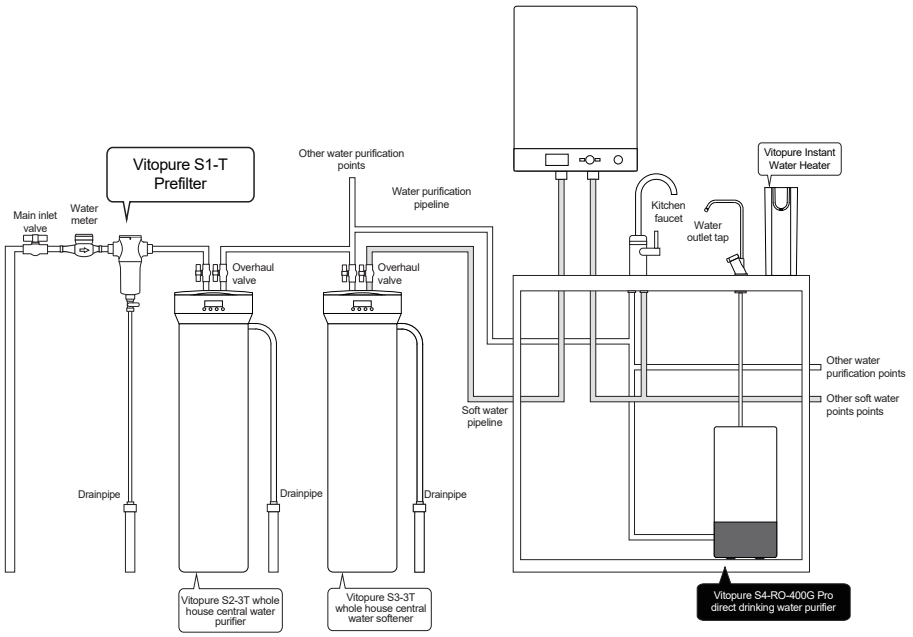 Vitopure S1-T
Prefilter
Other water purification
points
Water purification
pipeline
Vitopure Instant
Water Heater
Main inlet
valve
Water
meter
Kitchen
faucet
Water
outlet tap
Overhaul
valve
Overhaul
valve
Other water
purification points
Other soft water
points points
Soft water
pipeline
Drainpipe
Drainpipe
Drainpipe
Vitopure S2-3T whole
house central water
purifier
Vitopure S3-3T
whole house central
water softener
Vitopure S4-RO-400G Pro
direct drinking water purifier